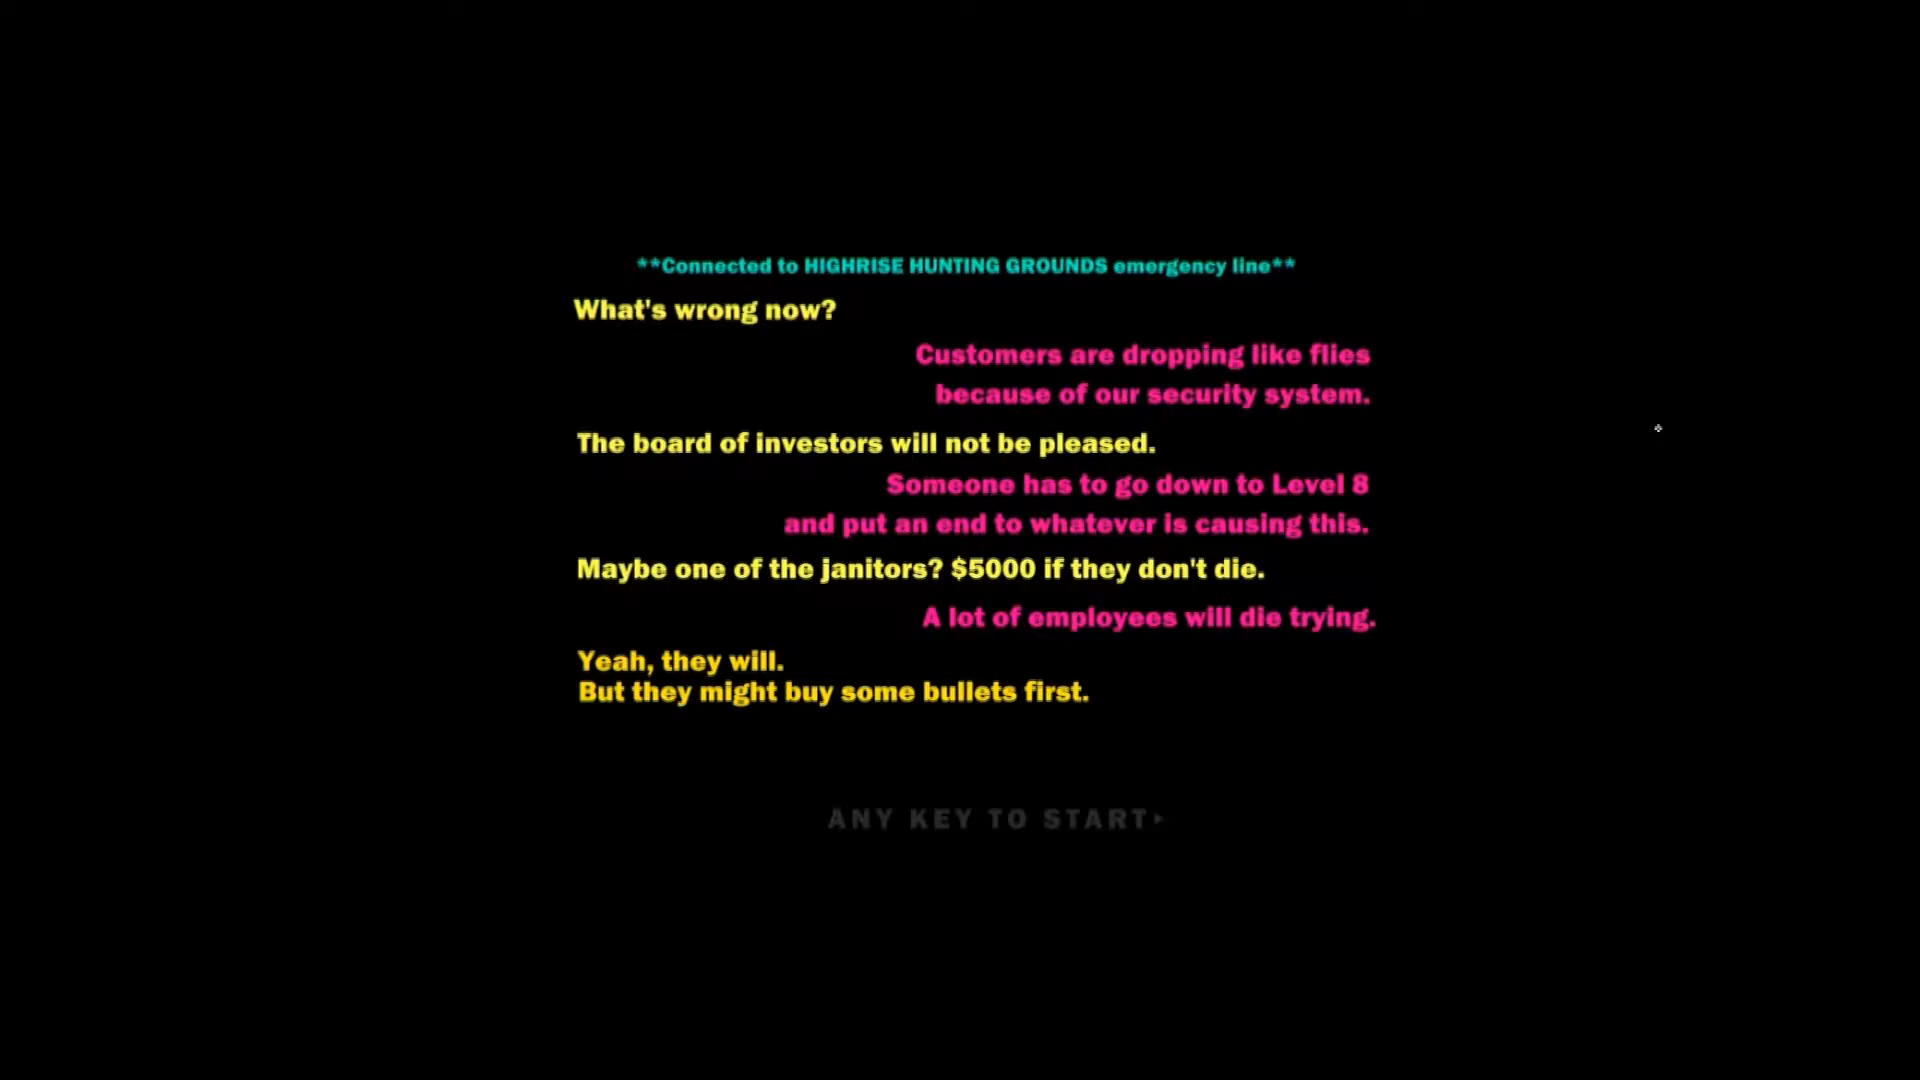 **Connected to HIGHRISE HUNTING GROUNDS emergency line**
What's wrong now?
Customers are dropping like flies
because of our security system.
The board of investors will not be pleased.
Someone has to go down to Level 8
and put an end to whatever is causing this.
Maybe one of the janitors? $5000 if they don't die.
A lot of employees will die trying.
Yeah, they will.
But they might buy some bullets first.
ANY KEY TO START